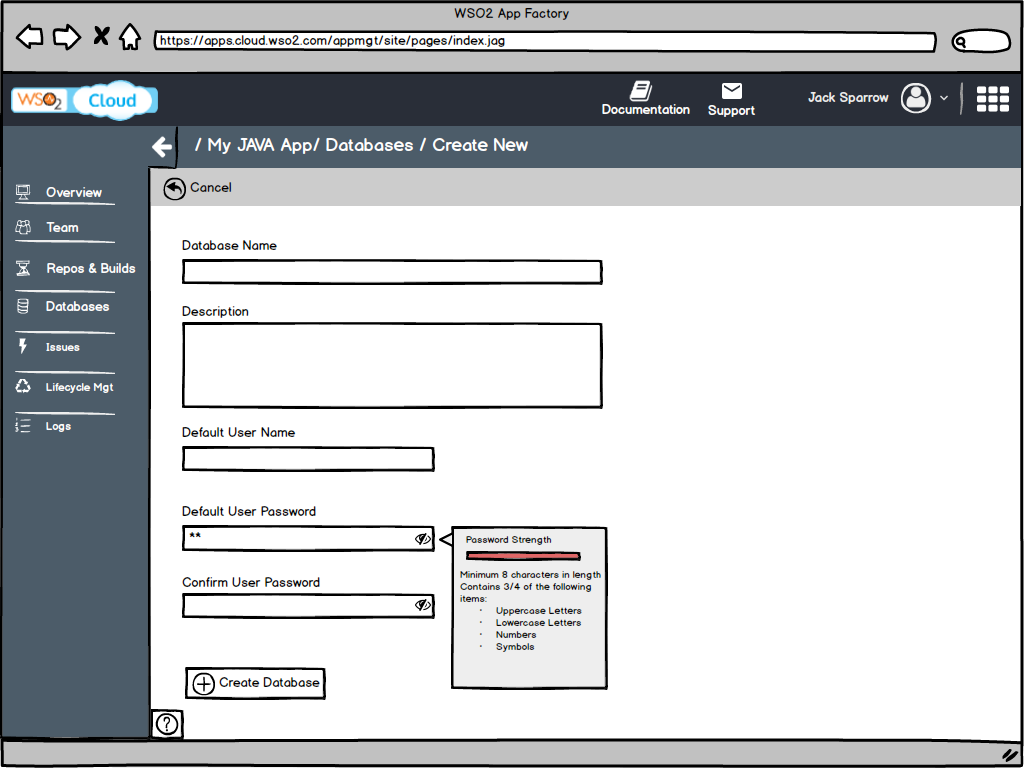 WSO2 App Factory
https://apps.cloud.wso2.com/appmgt/site/pages/index.jag
WSO2 Cloud
Documentation
Support
Jack Sparrow
/ My JAVA App/ Databases / Create New
Cancel
Overview
Team
Repos & Builds
Databases
Issues
Lifecycle Mgt
Logs
Database Name
Description
Default User Name
Default User Password
**
Confirm User Password
Password Strength
Minimum 8 characters in length
Contains 3/4 of the following
items:
· Uppercase Letters
· Lowercase Letters
· Numbers
· Symbols
Create Database
?